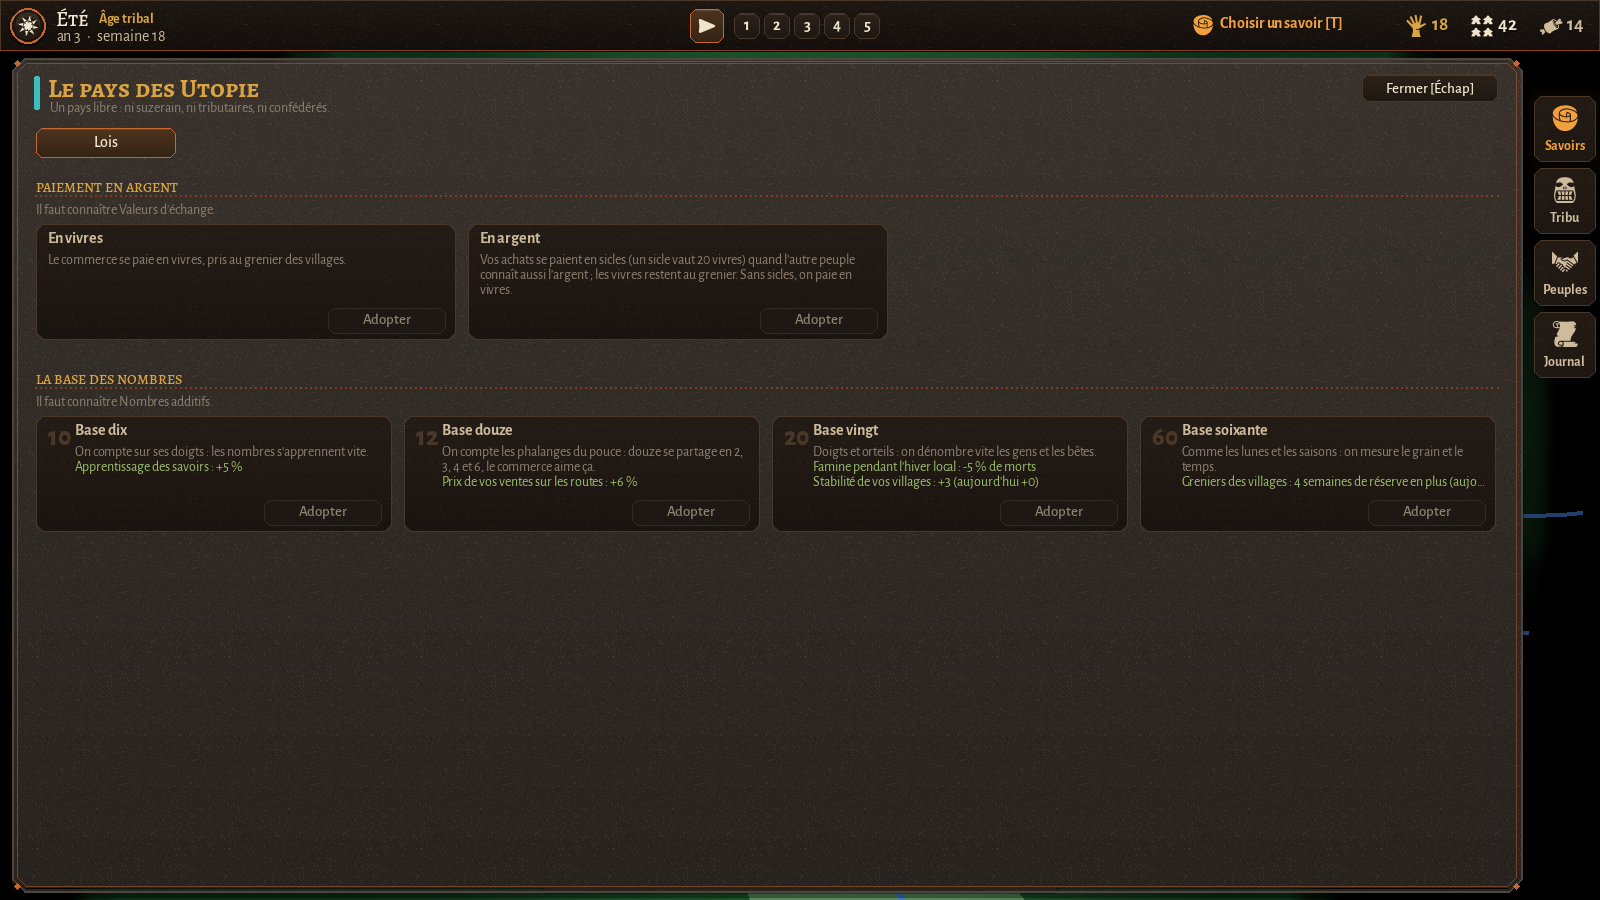 Été Âge tribal
an 3 · semaine 18
1 2 3 4 5
Choisir un savoir [T]
18 42 14
Le pays des Utopie
Un pays libre : ni suzerain, ni tributaires, ni confédérés.
Fermer [Échap]
Lois
PAIEMENT EN ARGENT
Il faut connaître Valeurs d'échange.
En vivres
Le commerce se paie en vivres, pris au grenier des villages.
Adopter
En argent
Vos achats se paient en sicles (un sicle vaut 20 vivres) quand l'autre peuple
connaît aussi l'argent ; les vivres restent au grenier. Sans sicles, on paie en
vivres.
Adopter
LA BASE DES NOMBRES
Il faut connaître Nombres additifs.
10 Base dix
On compte sur ses doigts : les nombres s'apprennent vite.
Apprentissage des savoirs : +5 %
Adopter
12 Base douze
On compte les phalanges du pouce : douze se partage en 2,
3, 4 et 6, le commerce aime ça.
Prix de vos ventes sur les routes : +6 %
Adopter
20 Base vingt
Doigts et orteils : on dénombre vite les gens et les bêtes.
Famine pendant l'hiver local : -5 % de morts
Stabilité de vos villages : +3 (aujourd'hui +0)
Adopter
60 Base soixante
Comme les lunes et les saisons : on mesure le grain et le
temps.
Greniers des villages : 4 semaines de réserve en plus (aujo...
Adopter
Savoirs
Tribu
Peuples
Journal